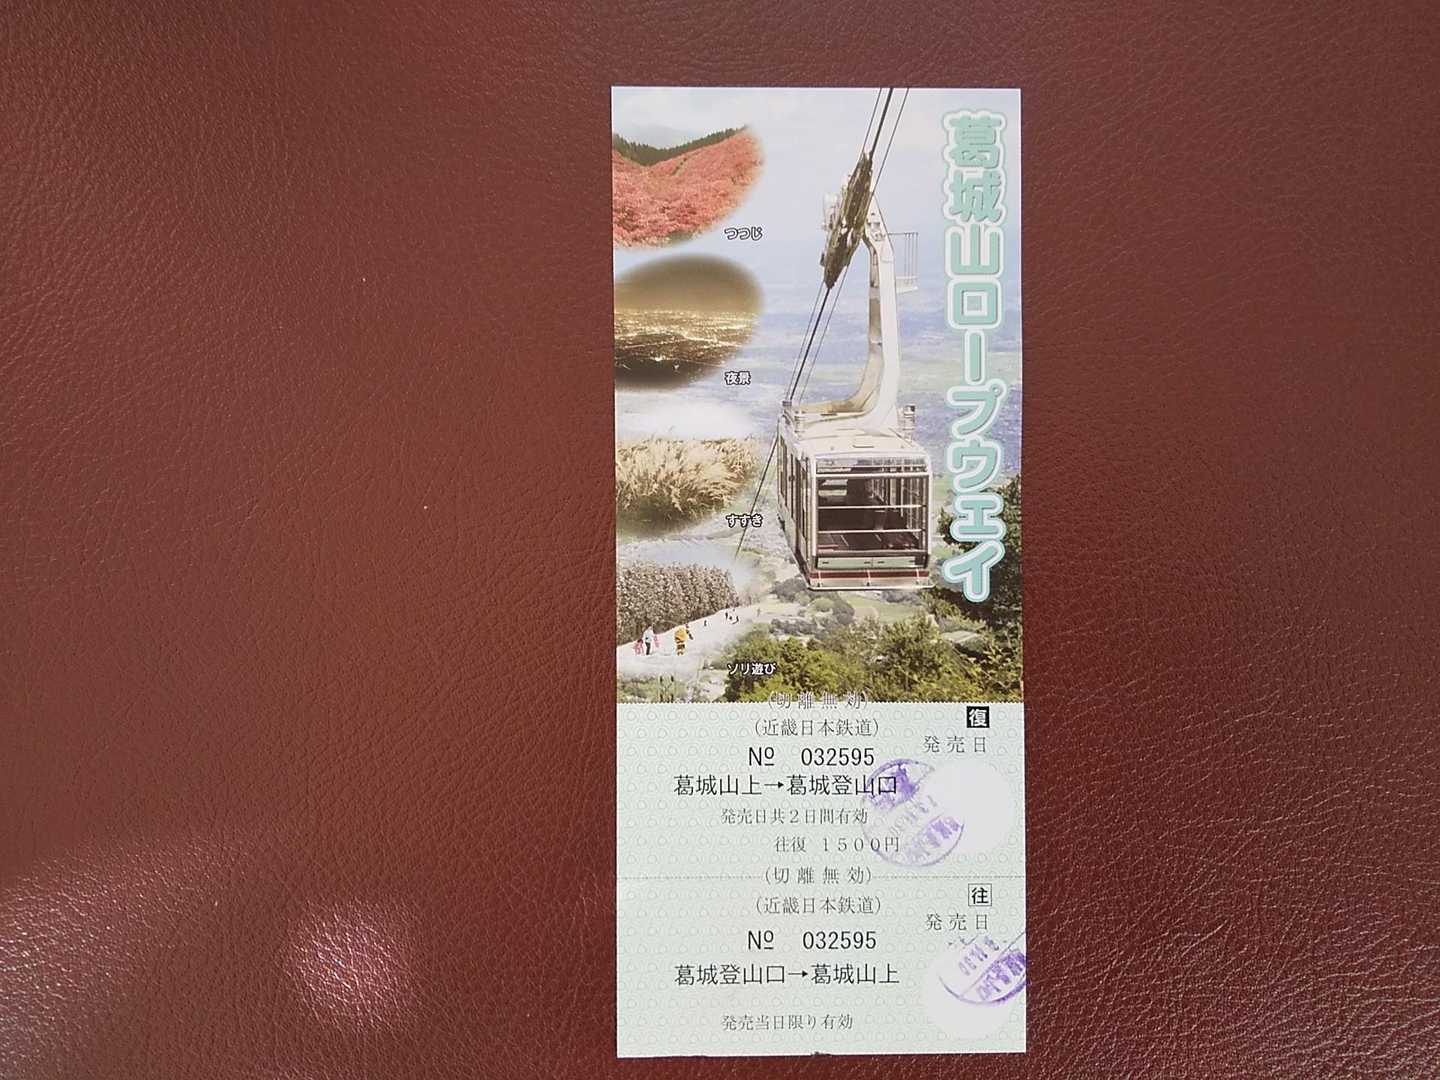 葛城山ロープウェイ
つつじ
夜景
すすき
ソリ遊び
(切離無効)
(近畿日本鉄道)
復
発売日
№ 032595
葛城山上→葛城登山口
発売日共2日間有効
往復 1500円
(切離無効)
(近畿日本鉄道)
往
発売日
№ 032595
葛城登山口→葛城山上
発売当日限り有効